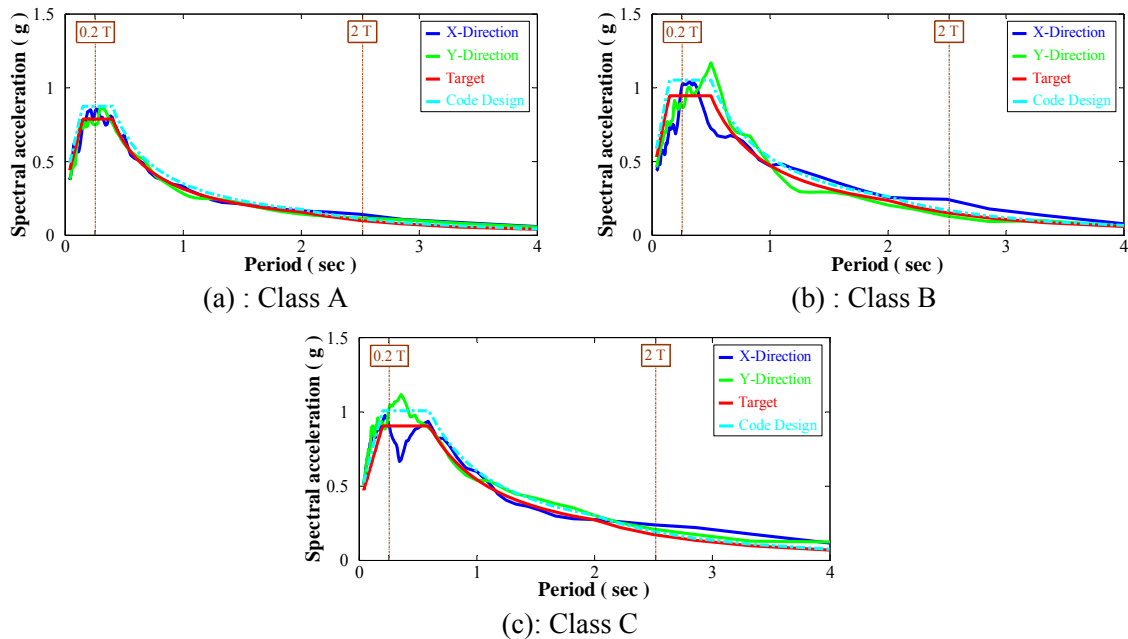 Spectral acceleration ( g )
1.5
1
0.5
0
0.2 T
2 T
X-Direction
Y-Direction
Target
Code Design
0
1
2
3
4
Period ( sec )
(a) : Class A
Spectral acceleration ( g )
1.5
1
0.5
0
0.2 T
2 T
X-Direction
Y-Direction
Target
Code Design
0
1
2
3
4
Period ( sec )
(b) : Class B
Spectral acceleration ( g )
1.5
1
0.5
0
0.2 T
2 T
X-Direction
Y-Direction
Target
Code Design
0
1
2
3
4
Period ( sec )
(c): Class C